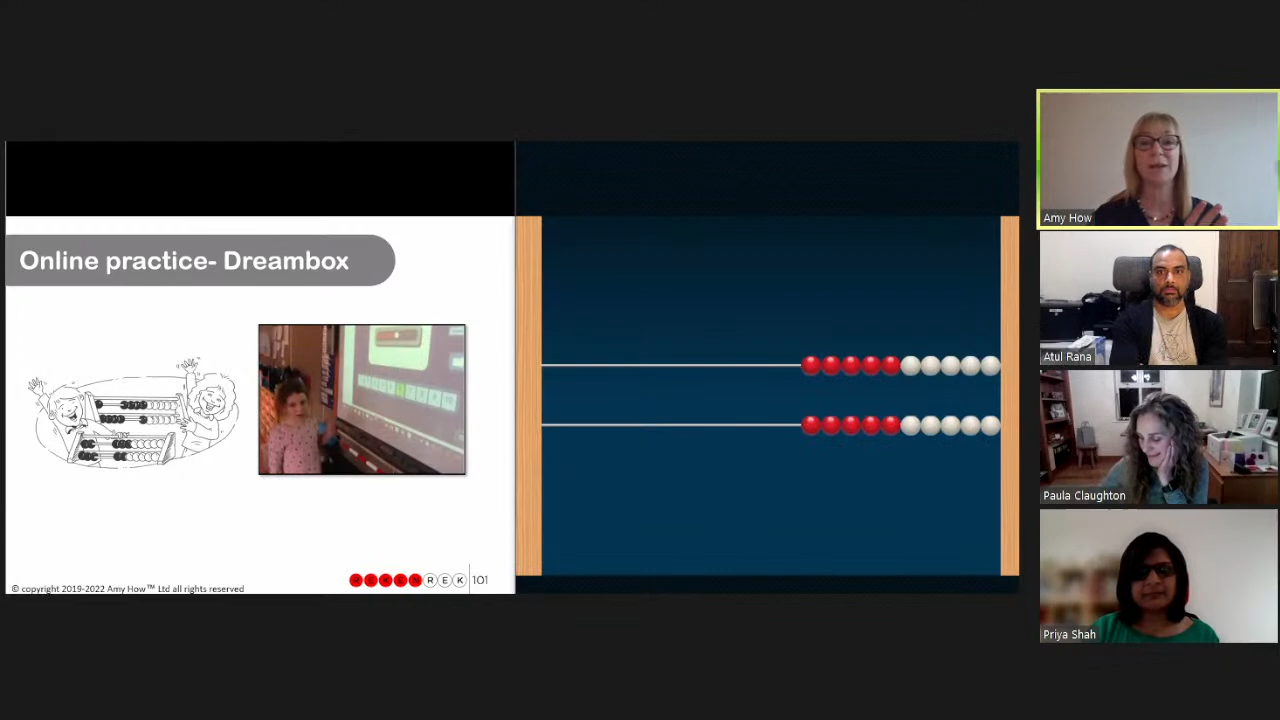 Online practice- Dreambox
© copyright 2019-2022 Amy How™ Ltd all rights reserved
REKENREK 101
Amy How
Atul Rana
Paula Claughton
Priya Shah